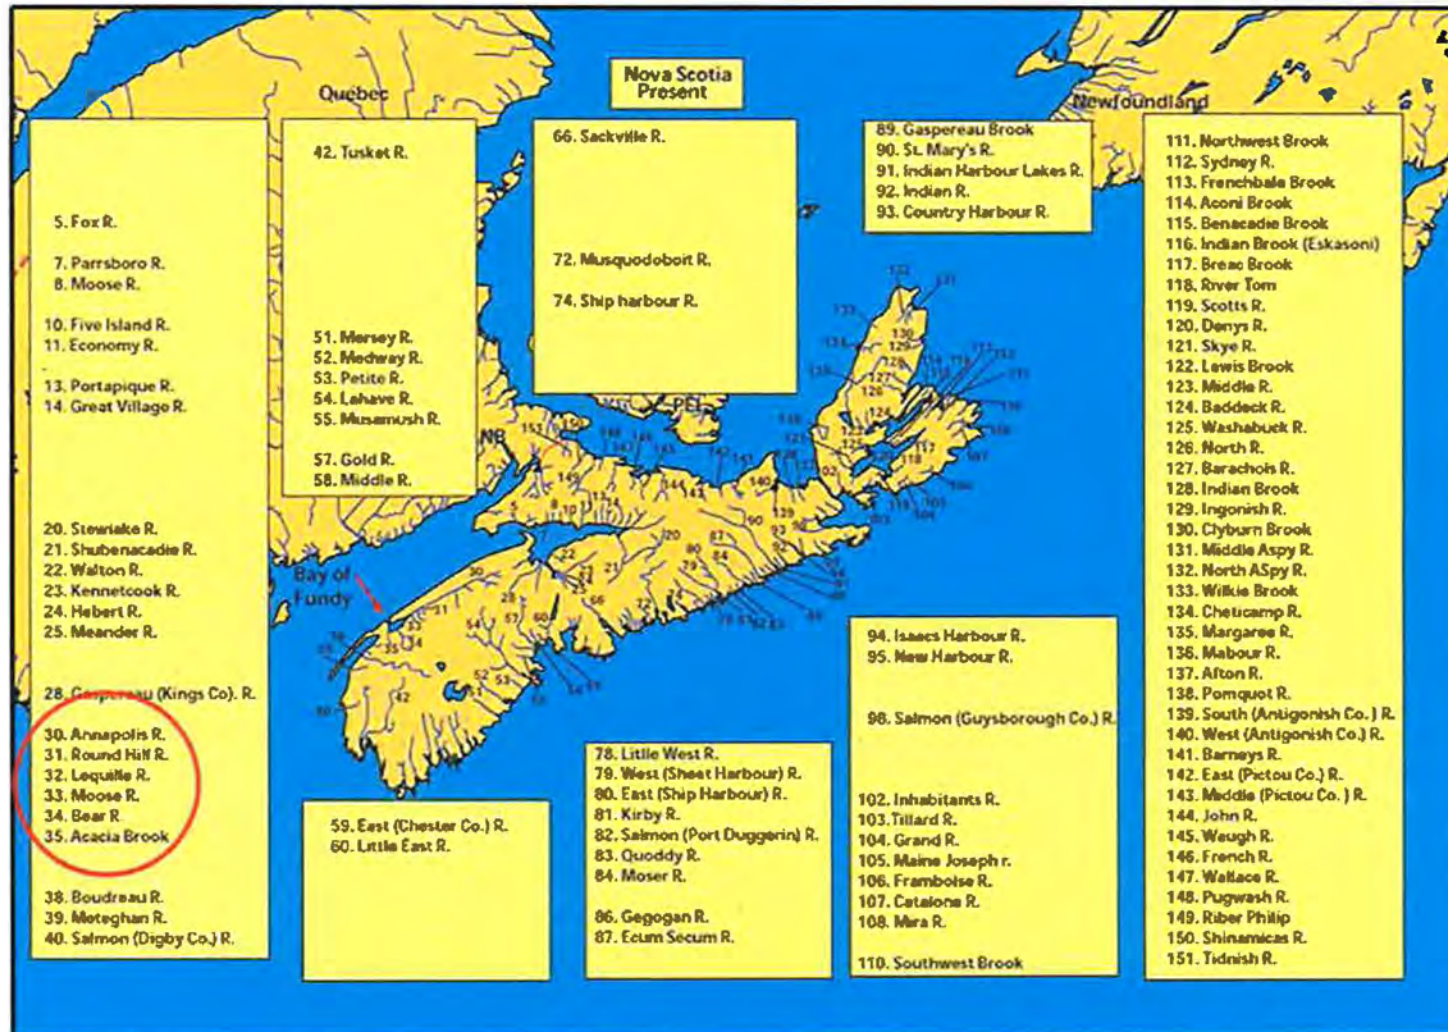 Nova Scotia
Present
Quebec
Newfoundland
5. Fox R.
7. Parrsboro R.
8. Moose R.
10. Five Island R.
11. Economy R.
13. Portapique R.
14. Great Village R.
20. Stewiake R.
21. Shubenacadie R.
22. Walton R.
23. Kennetcook R.
24. Hebert R.
25. Meander R.
28. Gaspereau (Kings Co). R.
30. Annapolis R.
31. Round Hill R.
32. Lequille R.
33. Moose R.
34. Bear R
35. Acacia Brook
38. Boudreau R.
39. Meteghan R.
40. Salmon (Digby Co.) R.
42. Tusket R.
51. Mersey R.
52. Medway R.
53. Petite R.
54. Lahave R.
55. Musamush R.
57. Gold R.
58. Middle R.
59. East (Chester Co.) R.
60. Little East R.
66. Sackville R.
72. Musquodoboit R.
74. Ship harbour R.
78. Little West R.
79. West (Sheet Harbour) R.
80. East (Ship Harbour) R.
81. Kirby R.
82. Salmon (Port Duggerin) R.
83. Quoddy R.
84. Moser R.
86. Gegogan R.
87. Ecum Secum R.
89. Gaspereau Brook
90. St. Mary's R.
91. Indian Harbour Lakes R.
92. Indian R.
93. Country Harbour R.
94. Isaacs Harbour R.
95. New Harbour R.
98. Salmon (Guysborough Co.) R.
102. Inhabitants R.
103. Tillard R.
104. Grand R.
105. Maine Joseph r.
106. Framboise R.
107. Catalone R.
108. Mira R.
110. Southwest Brook
111. Northwest Brook
112. Sydney R.
113. Frenchbale Brook
114. Aconi Brook
115. Benacadie Brook
116. Indian Brook (Eskasoni)
117. Breac Brook
118. River Tom
119. Scotts R.
120. Denys R.
121. Skye R.
122. Lewis Brook
123. Middle R.
124. Baddeck R.
125. Washabuck R.
126. North R.
127. Barachois R.
128. Indian Brook
129. Ingonish R.
130. Clyburn Brook
131. Middle Aspy R.
132. North ASpy R.
133. Wilkie Brook
134. Cheticamp R.
135. Margaree R.
136. Mabour R.
137. Afton R.
138. Pomquot R.
139. South (Antigonish Co.) R.
140. West (Antigonish Co.) R.
141. Barneys R.
142. East (Pictou Co.) R.
143. Middle (Pictou Co. ) R.
144. John R.
145. Waugh R.
146. French R.
147. Wallace R.
148. Pugwash R.
149. Riber Philip
150. Shinamicas R.
151. Tidnish R.
PEI
NB
Bay of
Fundy